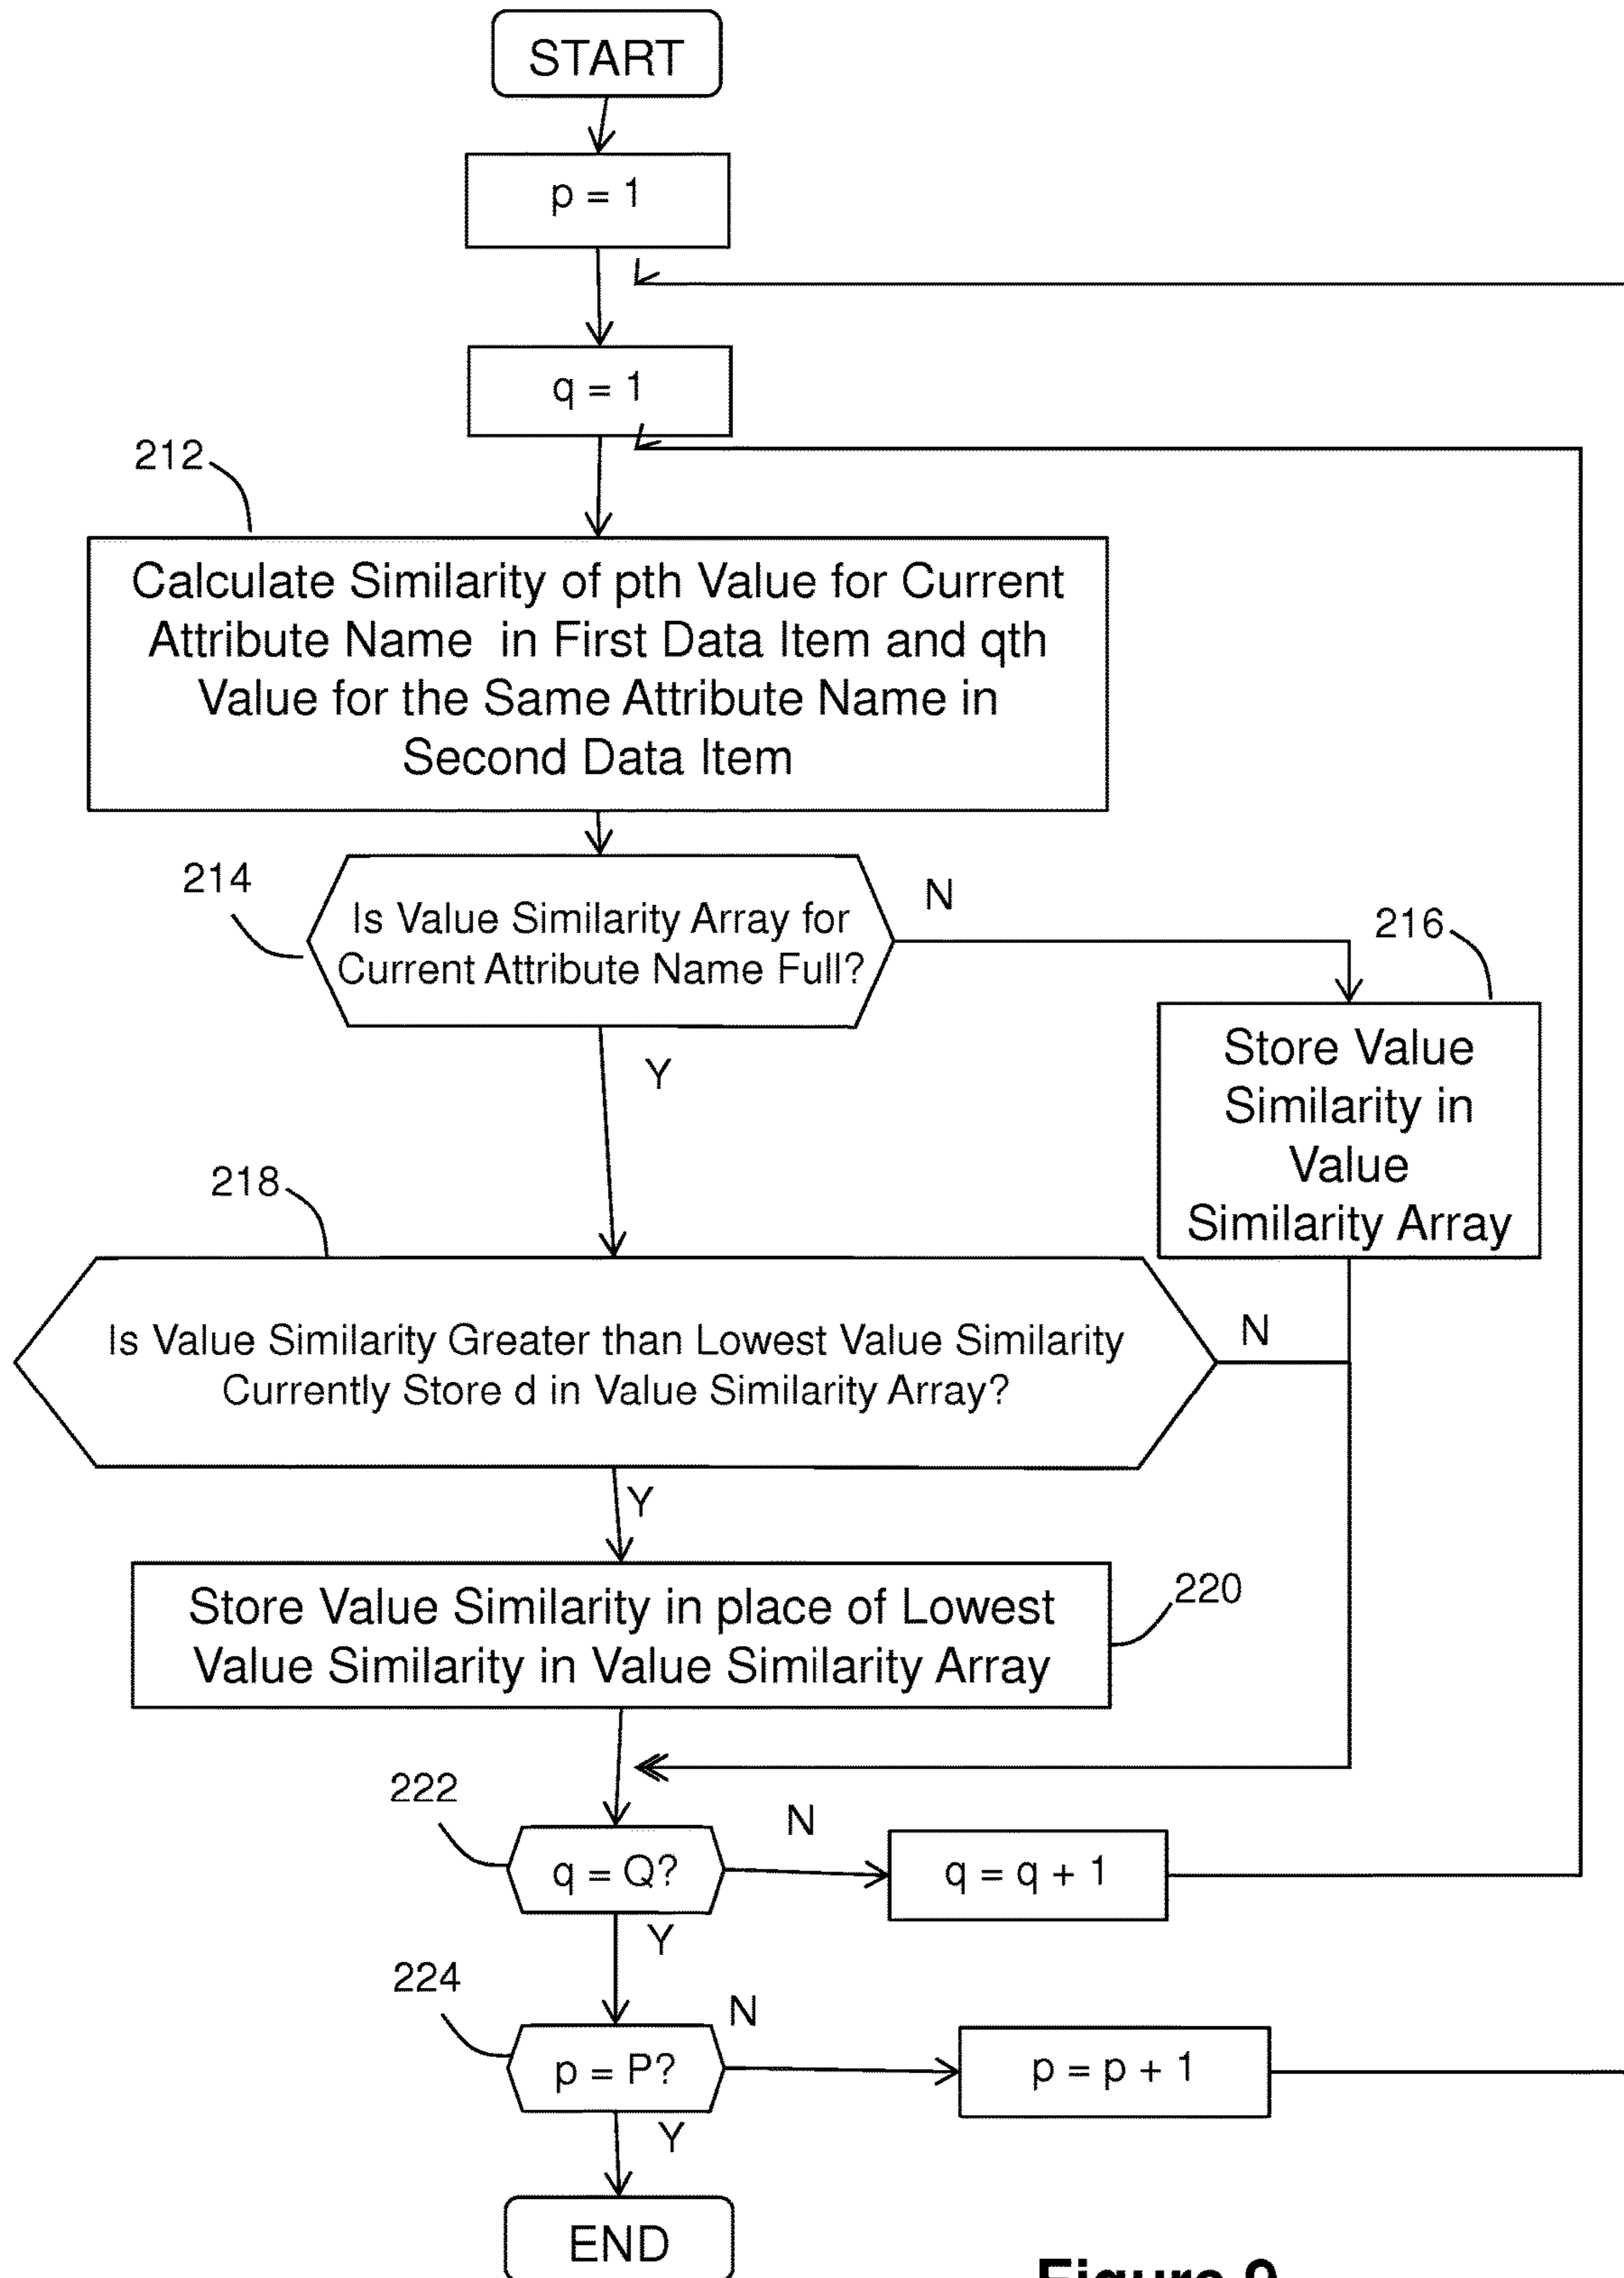 START
p = 1
q = 1
212
Calculate Similarity of pth Value for Current
Attribute Name in First Data Item and qth
Value for the Same Attribute Name in
Second Data Item
214
Is Value Similarity Array for
Current Attribute Name Full?
N
Y
216
Store Value
Similarity in
Value
Similarity Array
218
Is Value Similarity Greater than Lowest Value Similarity
Currently Store d in Value Similarity Array?
N
Y
Store Value Similarity in place of Lowest
Value Similarity in Value Similarity Array
220
222
q = Q?
N
q = q + 1
Y
224
p = P?
N
p = p + 1
Y
END
Figure 9